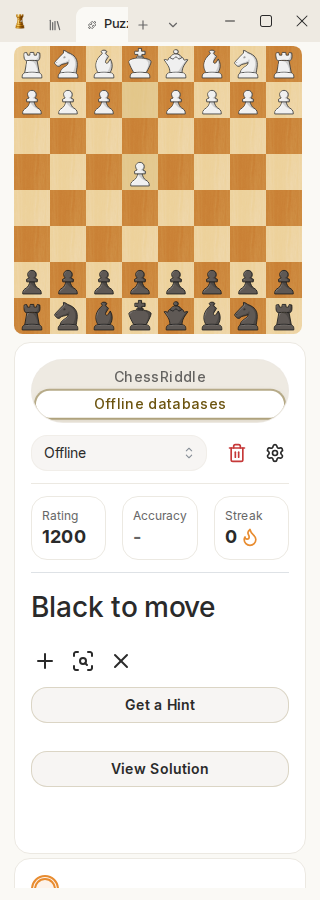 Puz
ChessRiddle
Offline databases
Offline
Rating
1200
Accuracy
-
Streak
0
Black to move
Get a Hint
View Solution